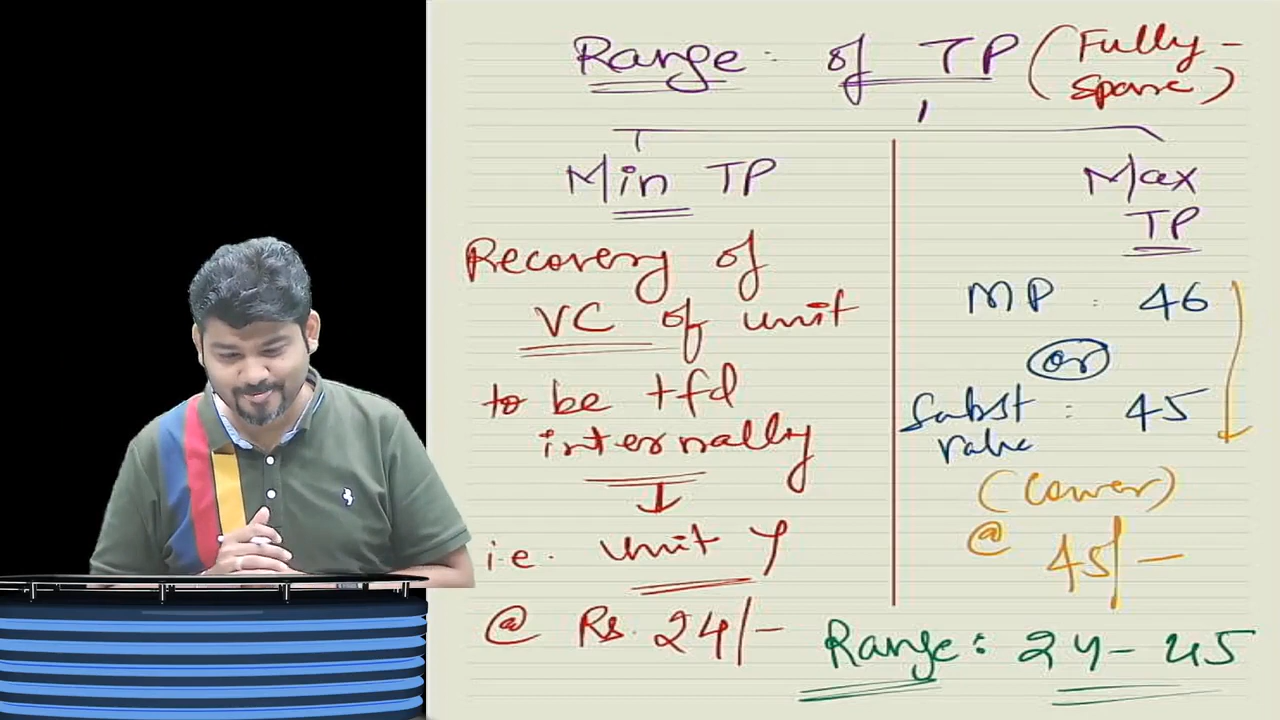 Range: of TP (Fully-
Spare)
Min TP
Recovery of
VC of unit
to be tfd
internally
i.e. Unit Y
@ Rs. 24/-
Max
TP
MP : 46
or
Subst : 45
value
(Lower)
@ 45/-
Range: 24-45